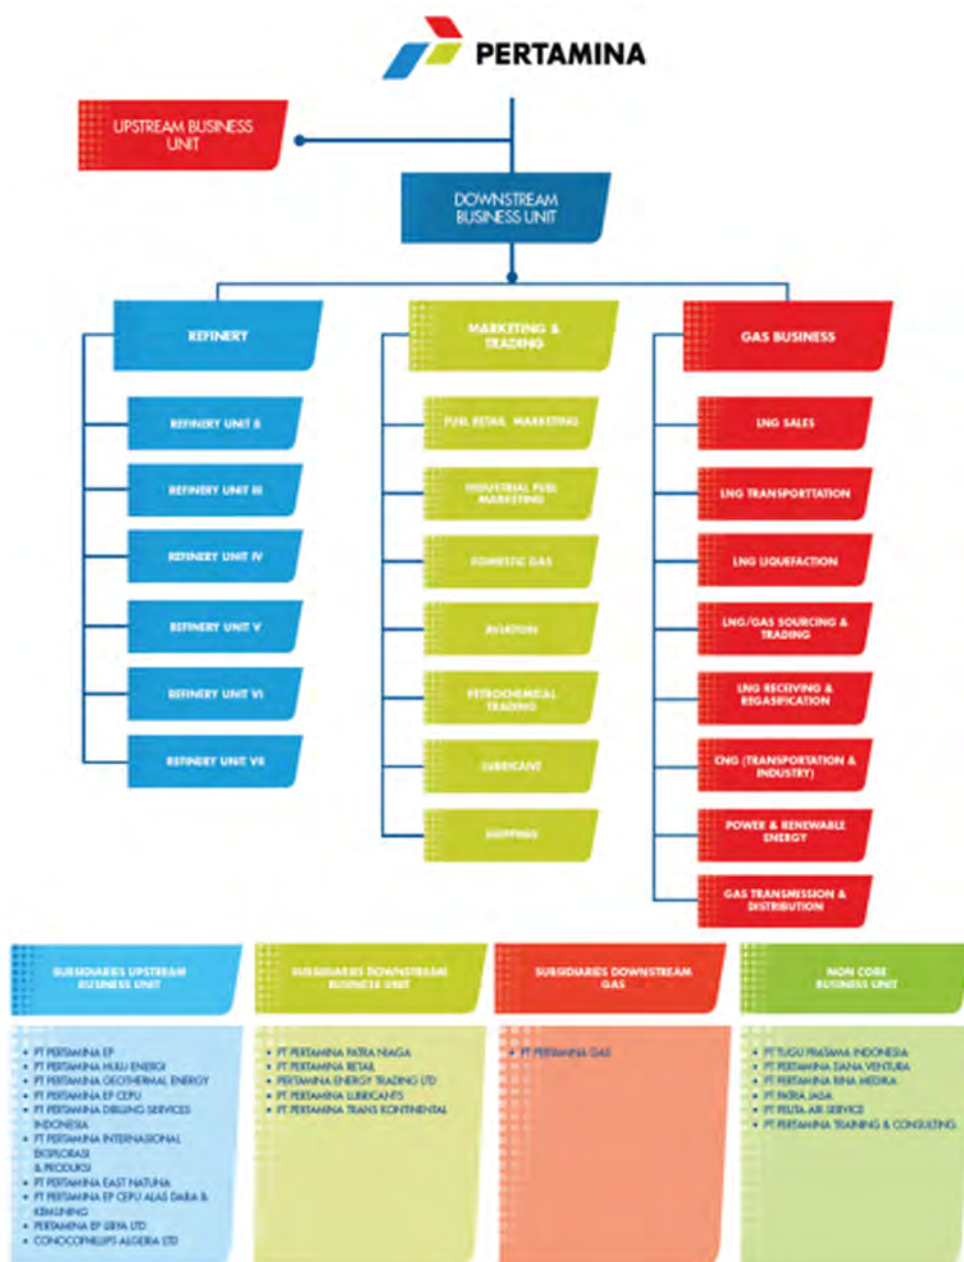 PERTAMINA
UPSTREAM BUSINESS
UNIT
DOWNSTREAM
BUSINESS UNIT
REFINERY
REFINERY UNIT II
REFINERY UNIT III
REFINERY UNIT IV
REFINERY UNIT V
REFINERY UNIT VI
REFINERY UNIT VII
MARKETING &
TRADING
FUEL RETAIL MARKETING
INDUSTRIAL FUEL
MARKETING
DOMESTIC GAS
AVIATION
PETROCHEMICAL
TRADING
SHIPPING
GAS BUSINESS
LNG SALES
LNG TRANSPORTTATION
LNG LIQUEFACTION
LNG/GAS SOURCING &
TRADING
LNG RECEIVING &
REGASIFICATION
CNG (TRANSPORTATION &
INDUSTRY)
POWER & RENEWABLE
ENERGY
GAS TRANSMISSION &
DISTRIBUTION
SUBSIDIARIES UPSTREAM
BUSINESS UNIT
• PT PERTAMINA EP
• PT PERTAMINA HULU ENERGI
• PT PERTAMINA GEOTHERMAL ENERGY
• PT PERTAMINA EP CEPU
• PT PERTAMINA DRILLING SERVICES
INDONESIA
• PT PERTAMINA INTERNASIONAL
EKSPLORASI
& PRODUKSI
• PT PERTAMINA EAST NATUNA
• PT PERTAMINA EP CEPU ALAS DARA &
KEMUNING
• PERTAMINA EP LIBYA LTD
• CONOCOPHILLIPS ALGERIA LTD
SUBSIDIARIES DOWNSTREAM
BUSINESS UNIT
• PT PERTAMINA PATRA NIAGA
• PT PERTAMINA RETAIL
• PERTAMINA ENERGY TRADING LTD
• PT PERTAMINA LUBRICANTS
• PT PERTAMINA TRANS KONTINENTAL
SUBSIDIARIES DOWNSTREAM
GAS
• PT PERTAMINA GAS
NON CORE
BUSINESS UNIT
• PT TUGU PRATAMA INDONESIA
• PT PERTAMINA DANA VENTURA
• PT PERTAMINA BINA MEDIKA
• PT PATRA JASA
• PT PELITA AIR SERVICE
• PT PERTAMINA TRAINING & CONSULTING